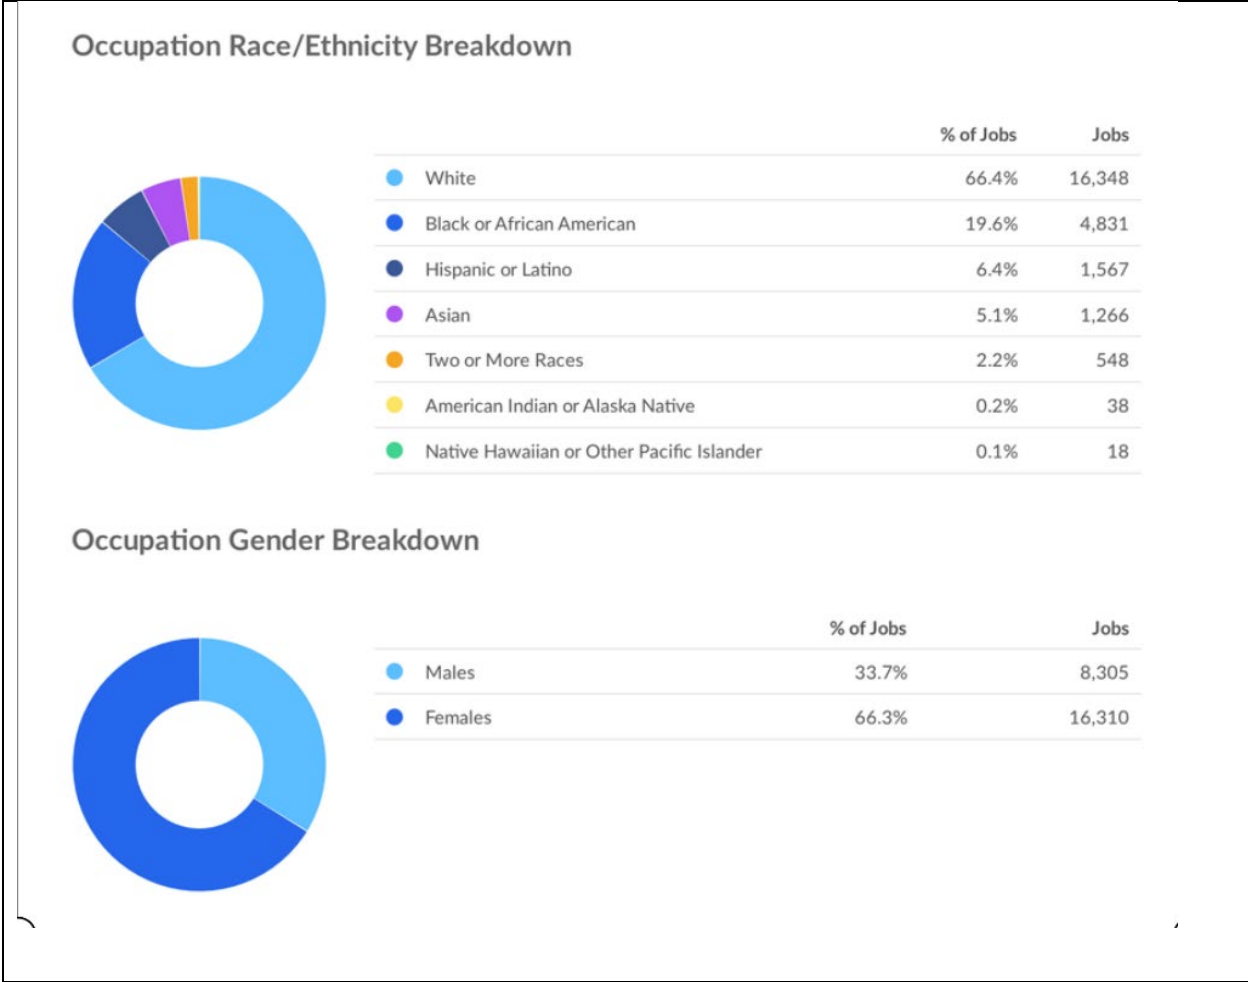 Occupation Race/Ethnicity Breakdown
% of Jobs Jobs
White 66.4% 16,348
Black or African American 19.6% 4,831
Hispanic or Latino 6.4% 1,567
Asian 5.1% 1,266
Two or More Races 2.2% 548
American Indian or Alaska Native 0.2% 38
Native Hawaiian or Other Pacific Islander 0.1% 18
Occupation Gender Breakdown
% of Jobs Jobs
Males 33.7% 8,305
Females 66.3% 16,310